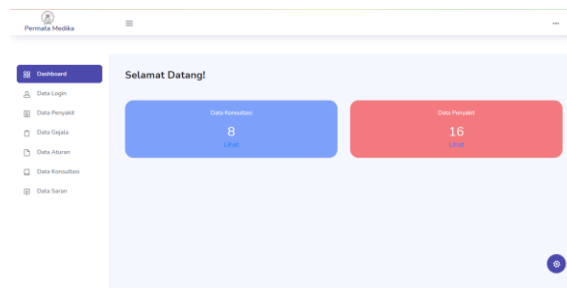 Permata Medika
Dashboard
Data Login
Data Penyakit
Data Gejala
Data Aturan
Data Konsultasi
Data Saran
Selamat Datang!
Data Konsultasi
8
Lihat
Data Penyakit
16
Lihat